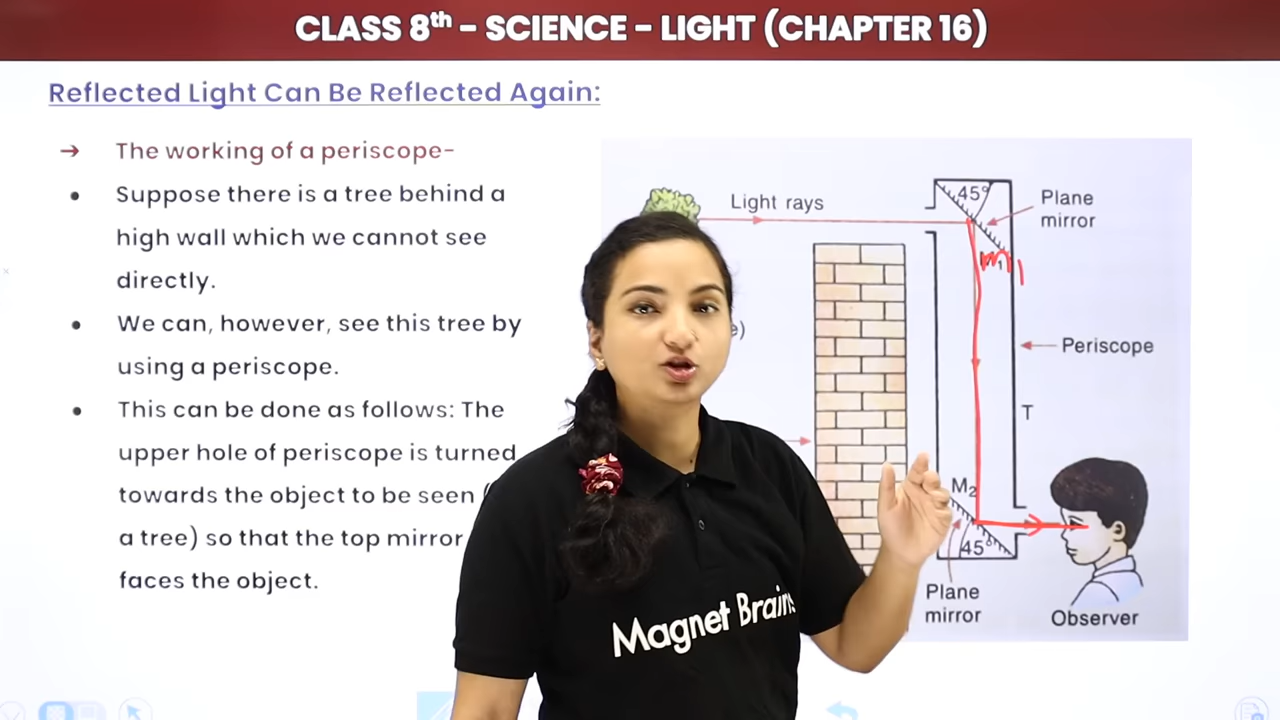 CLASS 8th - SCIENCE - LIGHT (CHAPTER 16)
Reflected Light Can Be Reflected Again:
➔ The working of a periscope-
• Suppose there is a tree behind a
high wall which we cannot see
directly.
• We can, however, see this tree by
using a periscope.
• This can be done as follows: The
upper hole of periscope is turned
towards the object to be seen (
a tree) so that the top mirror
faces the object.
Light rays
45°
Plane
mirror
m1
e)
Periscope
T
M2
45°
Plane
mirror
Observer
Magnet Brains